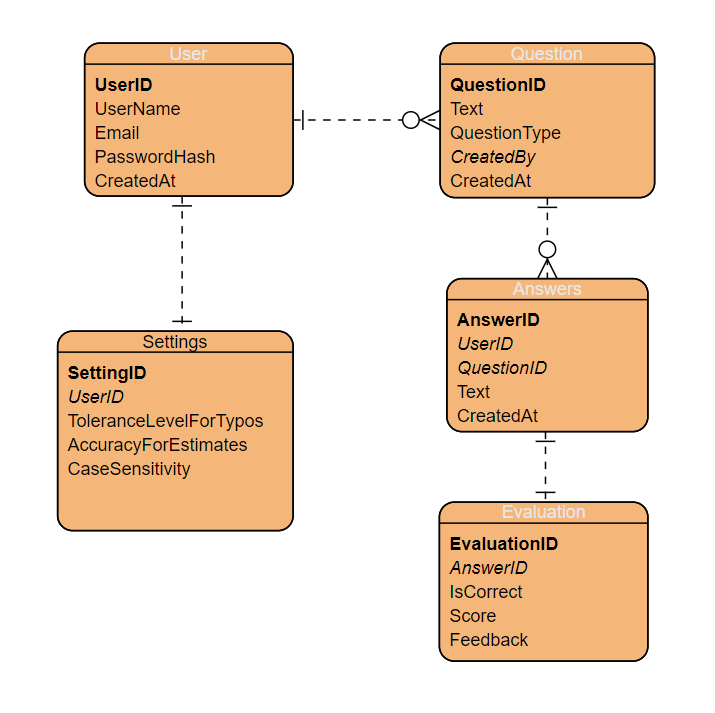 User
UserID
UserName
Email
PasswordHash
CreatedAt
Question
QuestionID
Text
QuestionType
CreatedBy
CreatedAt
Settings
SettingID
UserID
ToleranceLevelForTypos
AccuracyForEstimates
CaseSensitivity
Answers
AnswerID
UserID
QuestionID
Text
CreatedAt
Evaluation
EvaluationID
AnswerID
IsCorrect
Score
Feedback